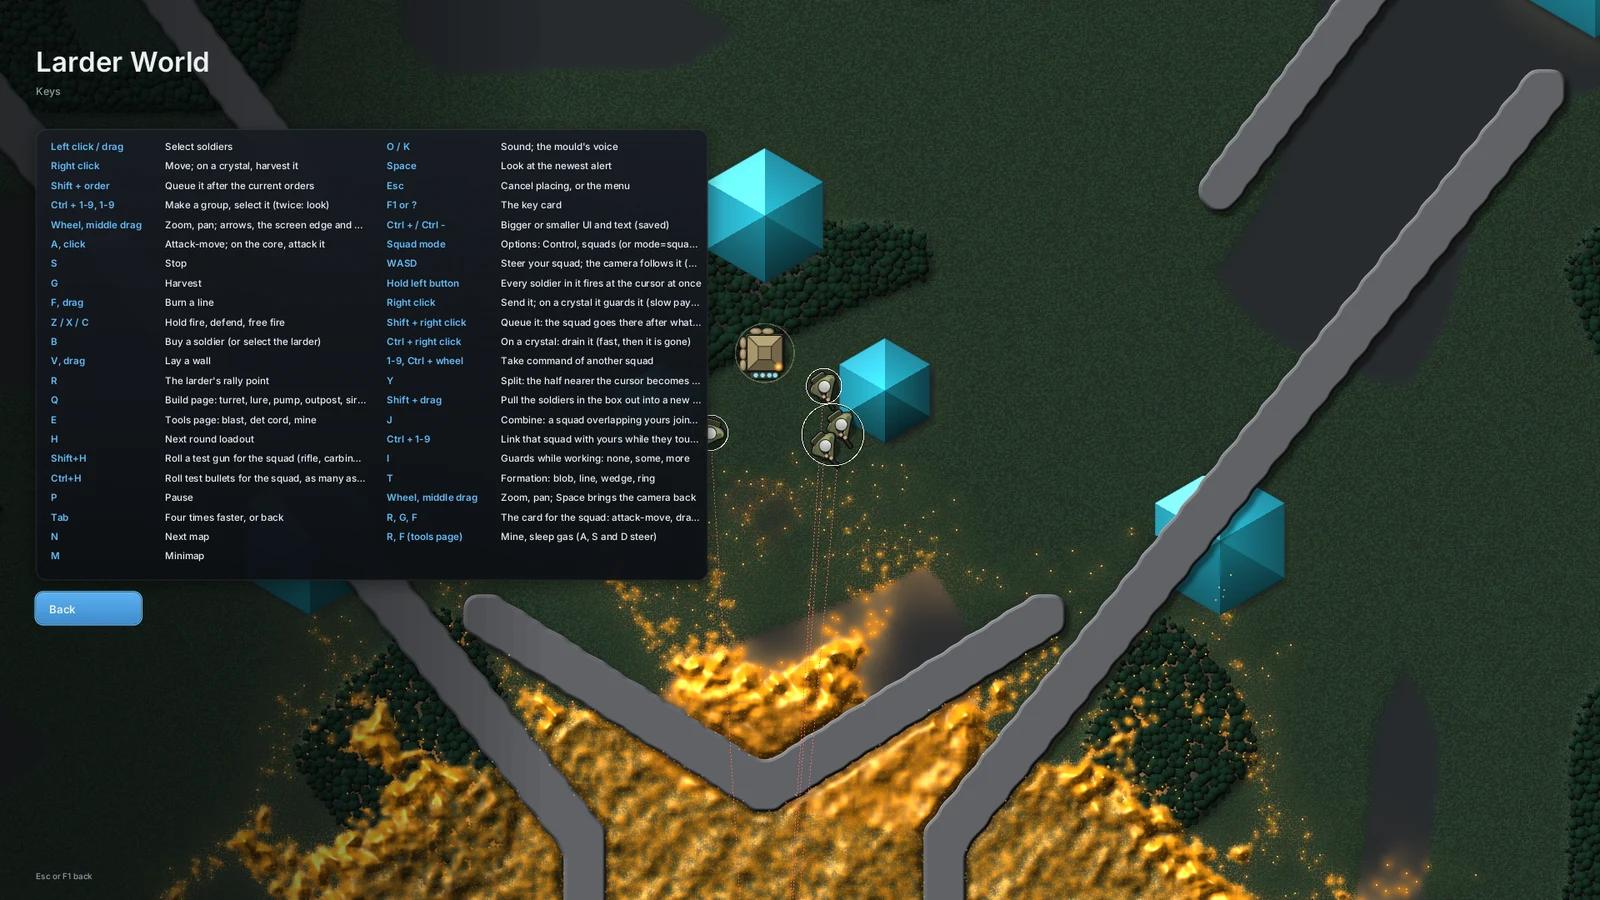 Larder World
Keys
Left click / drag Select soldiers
Right click Move; on a crystal, harvest it
Shift + order Queue it after the current orders
Ctrl + 1-9, 1-9 Make a group, select it (twice: look)
Wheel, middle drag Zoom, pan; arrows, the screen edge and ...
A, click Attack-move; on the core, attack it
S Stop
G Harvest
F, drag Burn a line
Z / X / C Hold fire, defend, free fire
B Buy a soldier (or select the larder)
V, drag Lay a wall
R The larder's rally point
Q Build page: turret, lure, pump, outpost, sir...
E Tools page: blast, det cord, mine
H Next round loadout
Shift+H Roll a test gun for the squad (rifle, carbin...
Ctrl+H Roll test bullets for the squad, as many as...
P Pause
Tab Four times faster, or back
N Next map
M Minimap
O / K Sound; the mould's voice
Space Look at the newest alert
Esc Cancel placing, or the menu
F1 or ? The key card
Ctrl + / Ctrl - Bigger or smaller UI and text (saved)
Squad mode Options: Control, squads (or mode=squa...
WASD Steer your squad; the camera follows it (...
Hold left button Every soldier in it fires at the cursor at once
Right click Send it; on a crystal it guards it (slow pay...
Shift + right click Queue it: the squad goes there after what...
Ctrl + right click On a crystal: drain it (fast, then it is gone)
1-9, Ctrl + wheel Take command of another squad
Y Split: the half nearer the cursor becomes ...
Shift + drag Pull the soldiers in the box out into a new ...
J Combine: a squad overlapping yours join...
Ctrl + 1-9 Link that squad with yours while they tou...
I Guards while working: none, some, more
T Formation: blob, line, wedge, ring
Wheel, middle drag Zoom, pan; Space brings the camera back
R, G, F The card for the squad: attack-move, dra...
R, F (tools page) Mine, sleep gas (A, S and D steer)
Back
Esc or F1 back